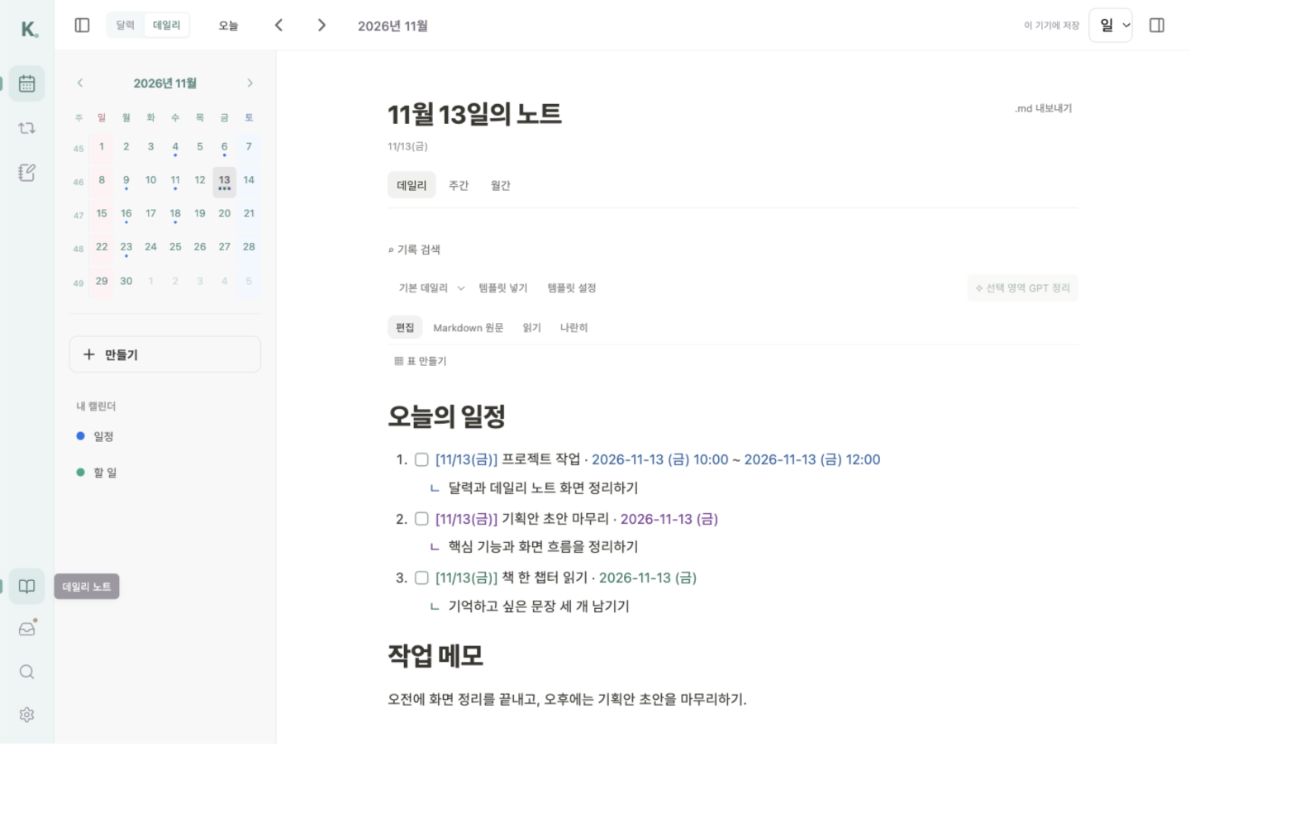 K.
달력 데일리 오늘 2026년 11월 이 기기에 저장 일
2026년 11월
주 일 월 화 수 목 금 토
45 1 2 3 4 5 6 7
46 8 9 10 11 12 13 14
47 15 16 17 18 19 20 21
48 22 23 24 25 26 27 28
49 29 30 1 2 3 4 5
만들기
내 캘린더
일정
할 일
데일리 노트
11월 13일의 노트
.md 내보내기
11/13(금)
데일리 주간 월간
기록 검색
기본 데일리 템플릿 넣기 템플릿 설정 선택 영역 GPT 정리
편집 Markdown 원문 읽기 나란히
표 만들기
오늘의 일정
1. [11/13(금)] 프로젝트 작업 · 2026-11-13 (금) 10:00 ~ 2026-11-13 (금) 12:00
ㄴ 달력과 데일리 노트 화면 정리하기
2. [11/13(금)] 기획안 초안 마무리 · 2026-11-13 (금)
ㄴ 핵심 기능과 화면 흐름을 정리하기
3. [11/13(금)] 책 한 챕터 읽기 · 2026-11-13 (금)
ㄴ 기억하고 싶은 문장 세 개 남기기
작업 메모
오전에 화면 정리를 끝내고, 오후에는 기획안 초안을 마무리하기.